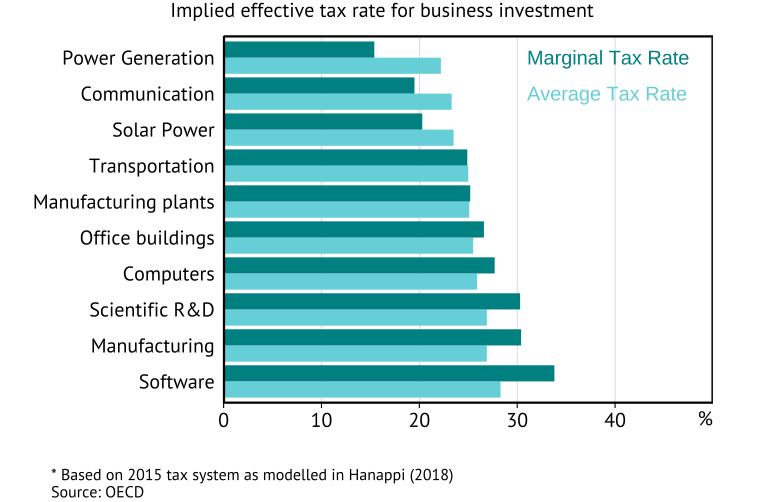 Implied effective tax rate for business investment
Power Generation
Communication
Solar Power
Transportation
Manufacturing plants
Office buildings
Computers
Scientific R&D
Manufacturing
Software
Marginal Tax Rate
Average Tax Rate
0 10 20 30 40 %
* Based on 2015 tax system as modelled in Hanappi (2018)
Source: OECD